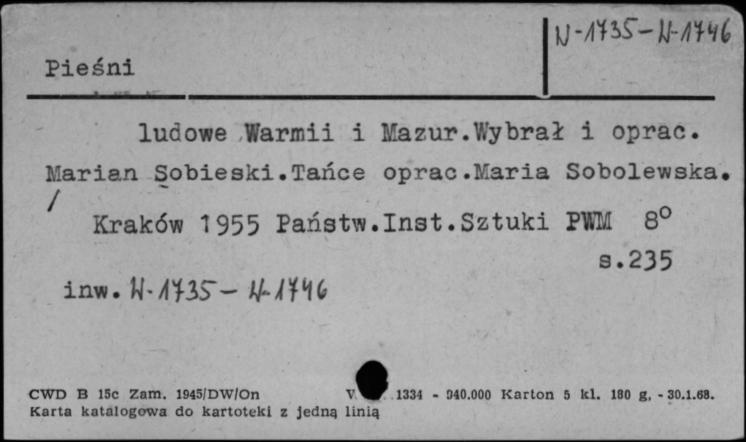 N-1735-N-1746
Pieśni
ludowe Warmii i Mazur.Wybrał i oprac.
Marian Sobieski.Tańce oprac.Maria Sobolewska.
/
Kraków 1955 Państw.Inst.Sztuki PWM 8°
s.235
inw. N-1735-N-1746
CWD B 15c Zam. 1945/DW/On V. 1334 - 940.000 Karton 5 kl. 180 g. - 30.1.68.
Karta katalogowa do kartoteki z jedną linią